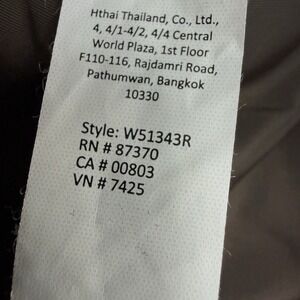 Hthai Thailand, Co., Ltd.,
4, 4/1-4/2, 4/4 Central
World Plaza, 1st Floor
F110-116, Rajdamri Road,
Pathumwan, Bangkok
10330
Style: W51343R
RN # 87370
CA # 00803
VN # 7425